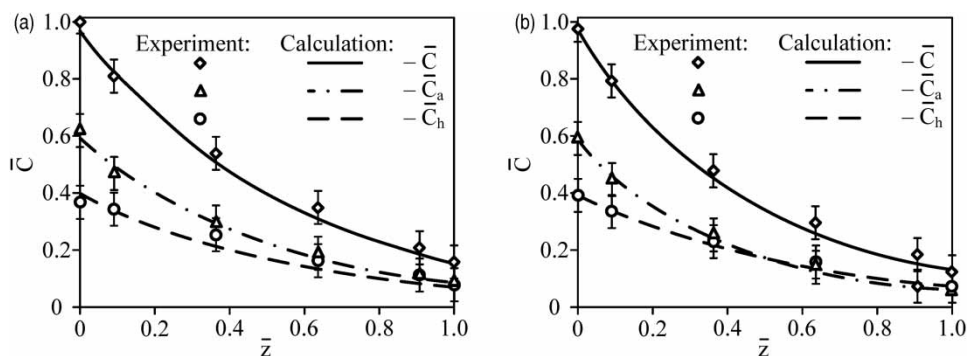 (a)
1.0
0.8
0.6
0.4
0.2
0
C̄
Experiment: Calculation:
– C̄
– C̄ₐ
– C̄ₕ
0 0.2 0.4 0.6 0.8 1.0
z̄
(b)
1.0
0.8
0.6
0.4
0.2
0
C̄
Experiment: Calculation:
– C̄
– C̄ₐ
– C̄ₕ
0 0.2 0.4 0.6 0.8 1.0
z̄